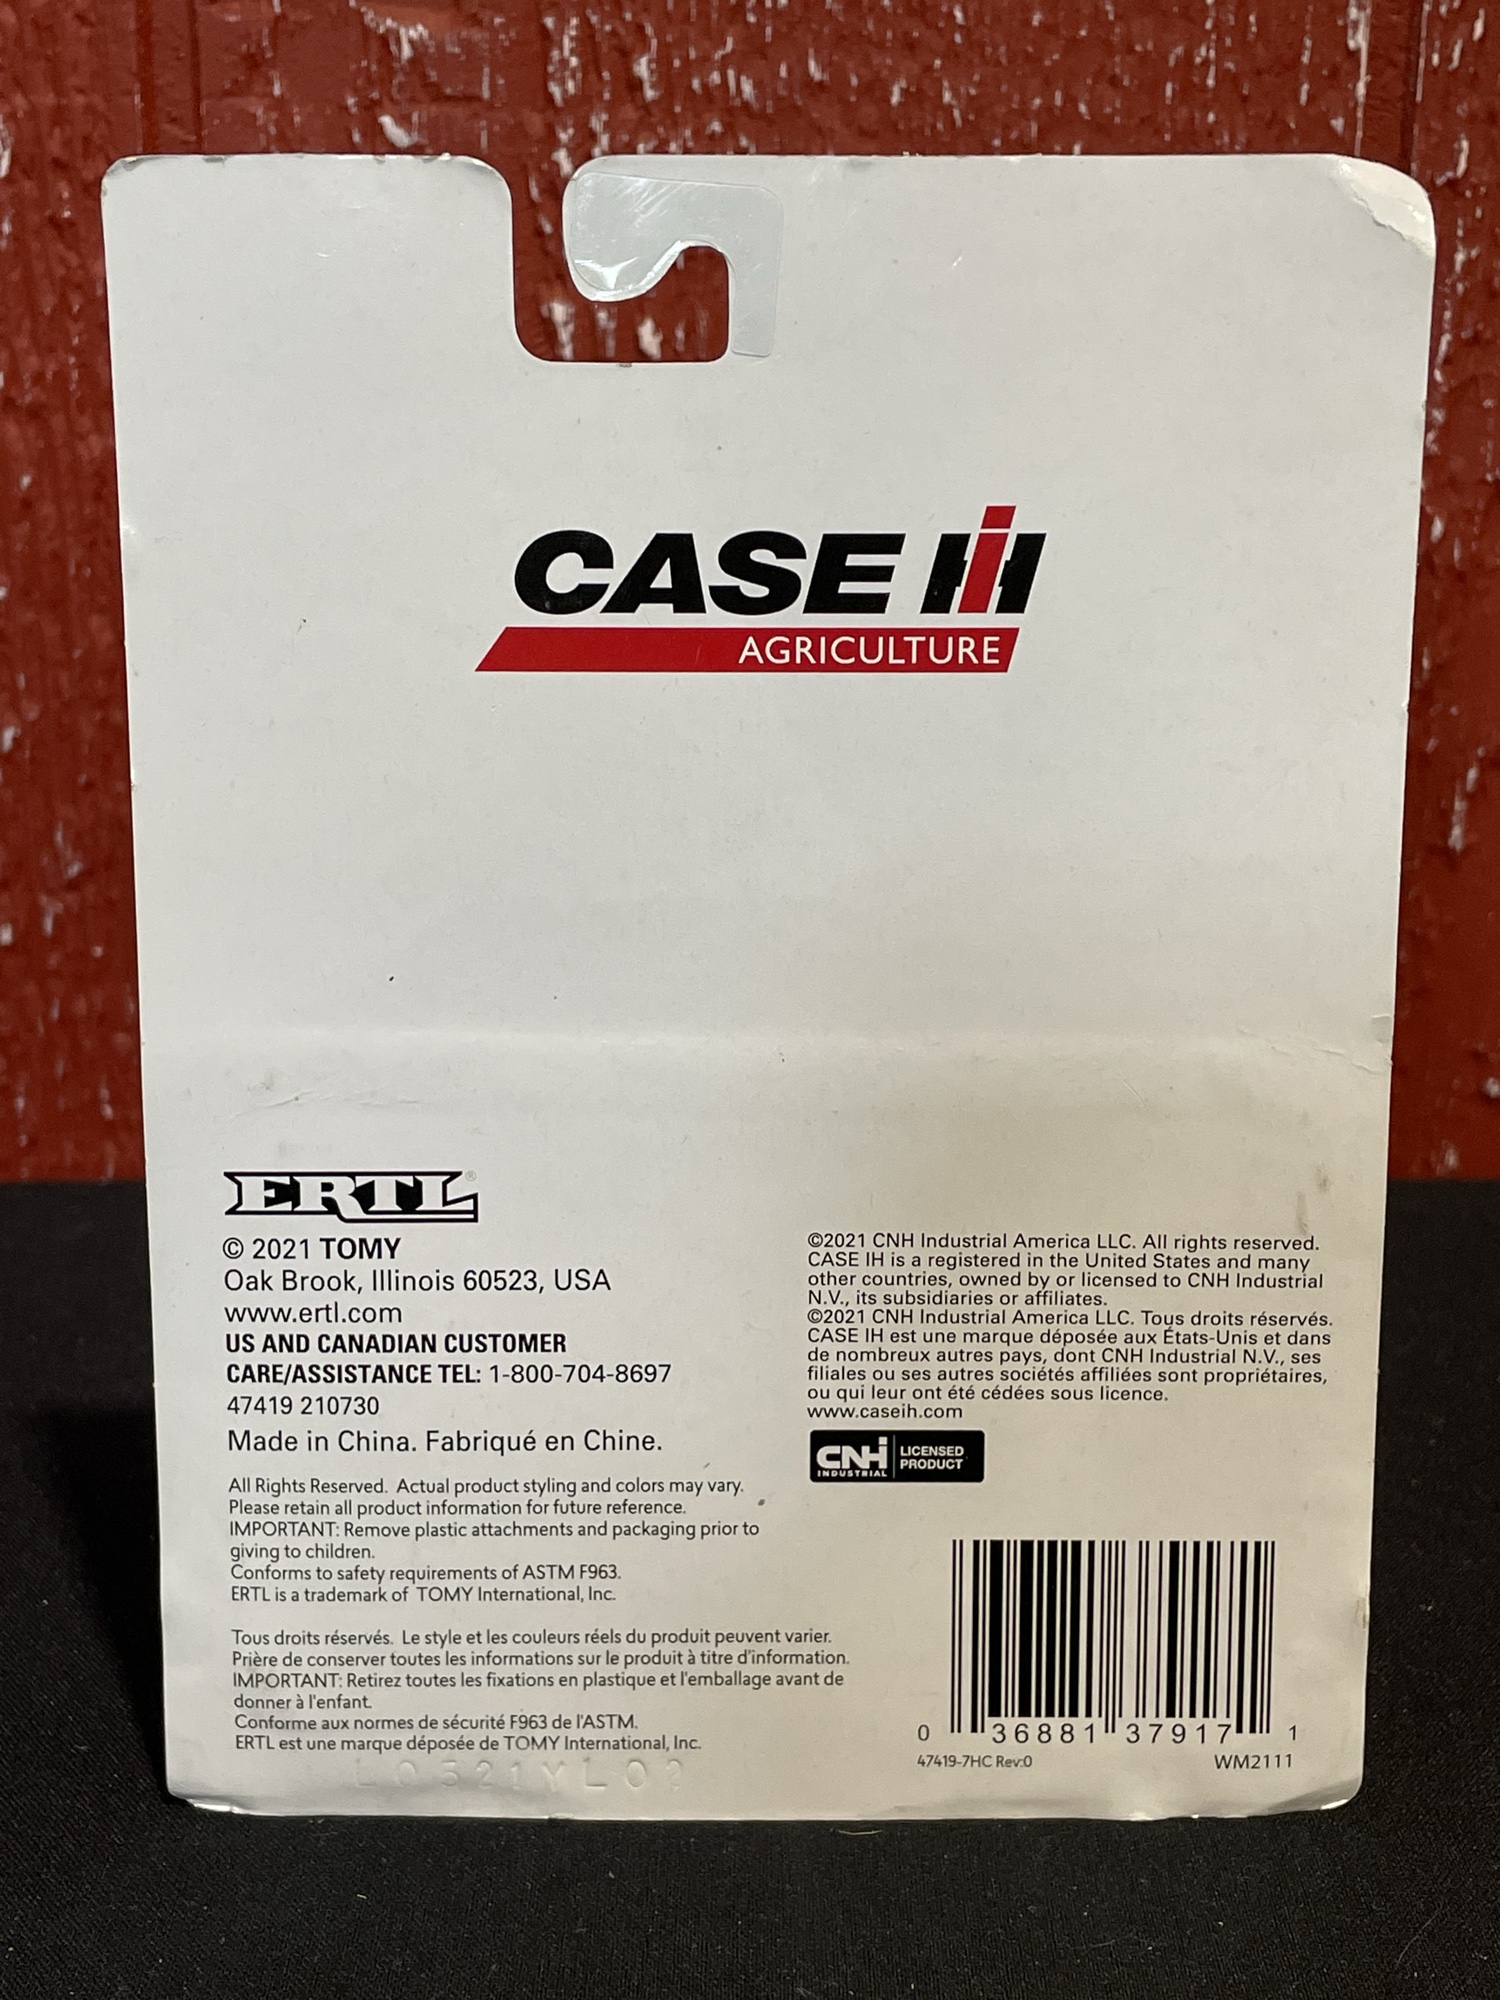 CASE IH
AGRICULTURE
ERTL®
© 2021 TOMY
Oak Brook, Illinois 60523, USA
www.ertl.com
US AND CANADIAN CUSTOMER
CARE/ASSISTANCE TEL: 1-800-704-8697
47419 210730
Made in China. Fabriqué en Chine.
All Rights Reserved. Actual product styling and colors may vary.
Please retain all product information for future reference.
IMPORTANT: Remove plastic attachments and packaging prior to
giving to children.
Conforms to safety requirements of ASTM F963.
ERTL is a trademark of TOMY International, Inc.
Tous droits réservés. Le style et les couleurs réels du produit peuvent varier.
Prière de conserver toutes les informations sur le produit à titre d'information.
IMPORTANT: Retirez toutes les fixations en plastique et l'emballage avant de
donner à l'enfant.
Conforme aux normes de sécurité F963 de l'ASTM.
ERTL est une marque déposée de TOMY International, Inc.
©2021 CNH Industrial America LLC. All rights reserved.
CASE IH is a registered in the United States and many
other countries, owned by or licensed to CNH Industrial
N.V., its subsidiaries or affiliates.
©2021 CNH Industrial America LLC. Tous droits réservés.
CASE IH est une marque déposée aux États-Unis et dans
de nombreux autres pays, dont CNH Industrial N.V., ses
filiales ou ses autres sociétés affiliées sont propriétaires,
ou qui leur ont été cédées sous licence.
www.caseih.com
CNH
INDUSTRIAL
LICENSED
PRODUCT
0 36881 37917 1
47419-7HC Rev:0 WM2111